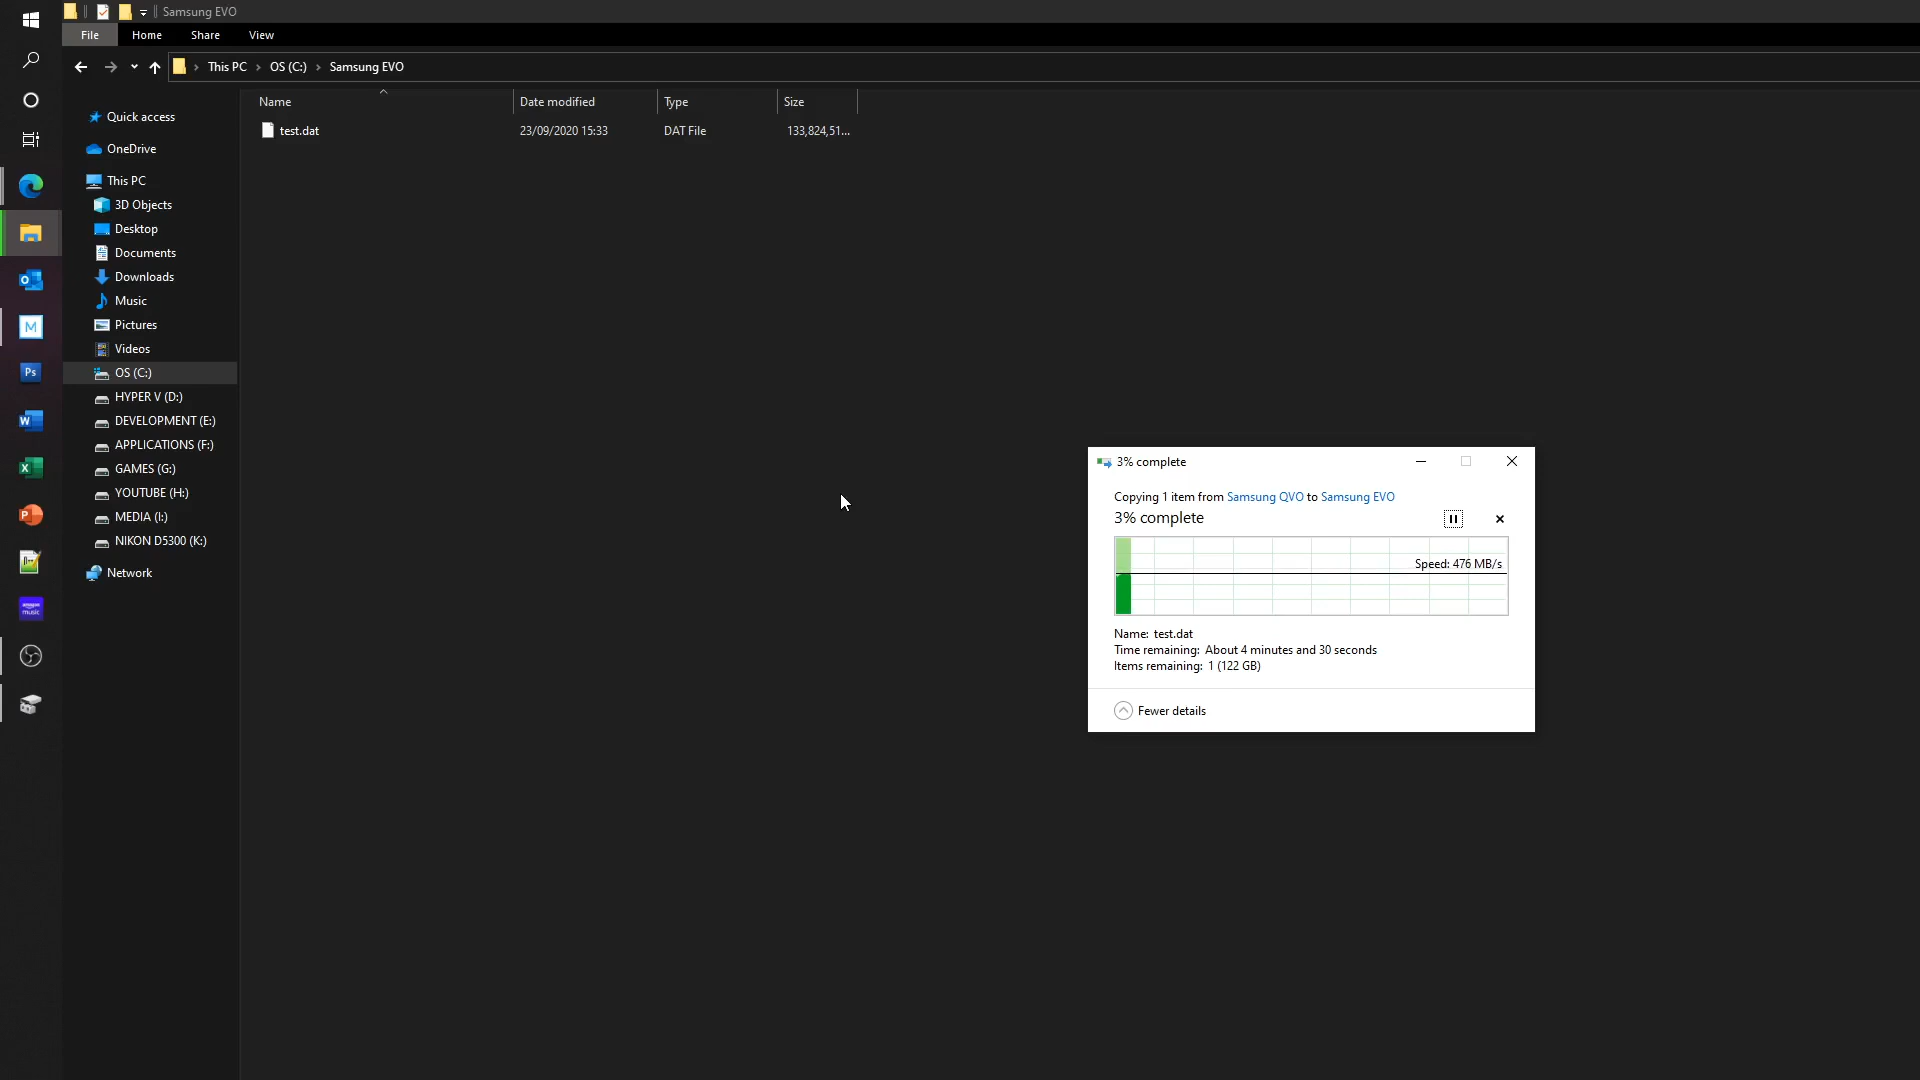 Samsung EVO
File Home Share View
This PC › OS (C:) › Samsung EVO
Name Date modified Type Size
test.dat 23/09/2020 15:33 DAT File 133,824,51...
Quick access
OneDrive
This PC
3D Objects
Desktop
Documents
Downloads
Music
Pictures
Videos
OS (C:)
HYPER V (D:)
DEVELOPMENT (E:)
APPLICATIONS (F:)
GAMES (G:)
YOUTUBE (H:)
MEDIA (I:)
NIKON D5300 (K:)
Network
M
Ps
W
X
P
amazon
music
3% complete
Copying 1 item from Samsung QVO to Samsung EVO
3% complete
Speed: 476 MB/s
Name: test.dat
Time remaining: About 4 minutes and 30 seconds
Items remaining: 1 (122 GB)
Fewer details